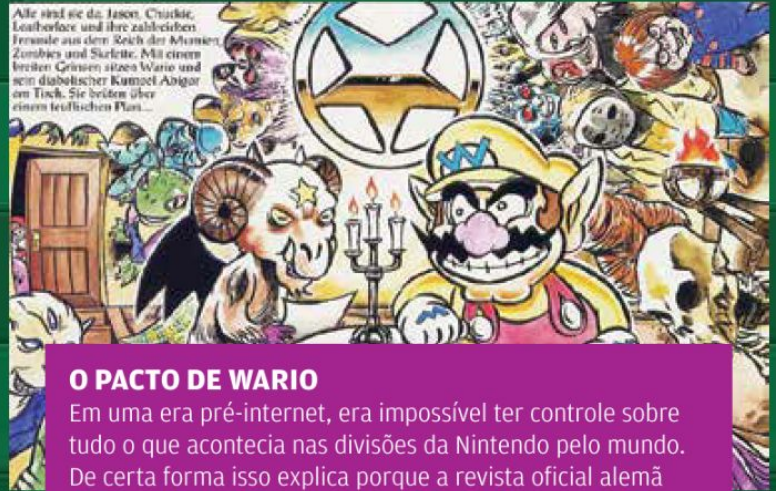 Alle sind sie da. Jason, Chuckie,
Leatherface und ihre zahlreichen
Freunde aus dem Reich der Mumien,
Zombies und Skelette. Mit einem
breiten Grinsen sitzen Wario und
sein diabolischer Kumpel Abigor
am Tisch. Sie brüten über
einem teuflischen Plan...
W
O PACTO DE WARIO
Em uma era pré-internet, era impossível ter controle sobre
tudo o que acontecia nas divisões da Nintendo pelo mundo.
De certa forma isso explica porque a revista oficial alemã